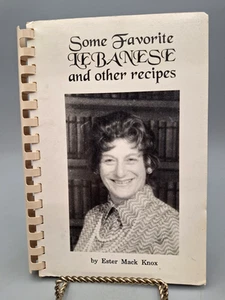 Some Favorite
LEBANESE
and other recipes
by Ester Mack Knox